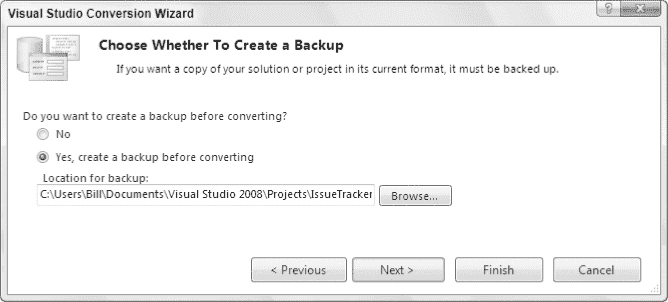 Visual Studio Conversion Wizard
Choose Whether To Create a Backup
If you want a copy of your solution or project in its current format, it must be backed up.
Do you want to create a backup before converting?
No
Yes, create a backup before converting
Location for backup:
C:\Users\Bill\Documents\Visual Studio 2008\Projects\IssueTracker
Browse...
< Previous
Next >
Finish
Cancel